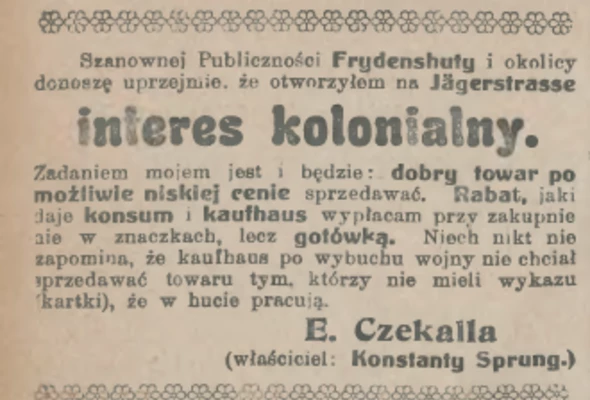 Szanownej Publiczności Frydenshuty i okolicy
donoszę uprzejmie. że otworzyłem na Jägerstrasse
interes kolonialny.
Zadaniem mojem jest i będzie: dobry towar po
możliwie niskiej cenie sprzedawać. Rabat, jaki
daje konsum i kaufhaus wypłacam przy zakupnie
nie w znaczkach, lecz gotówką. Niech nikt nie
zapomina, że kaufhaus po wybuchu wojny nie chciał
sprzedawać towaru tym, którzy nie mieli wykazu
(kartki), że w hucie pracują.
E. Czekalla
(właściciel: Konstanty Sprung.)